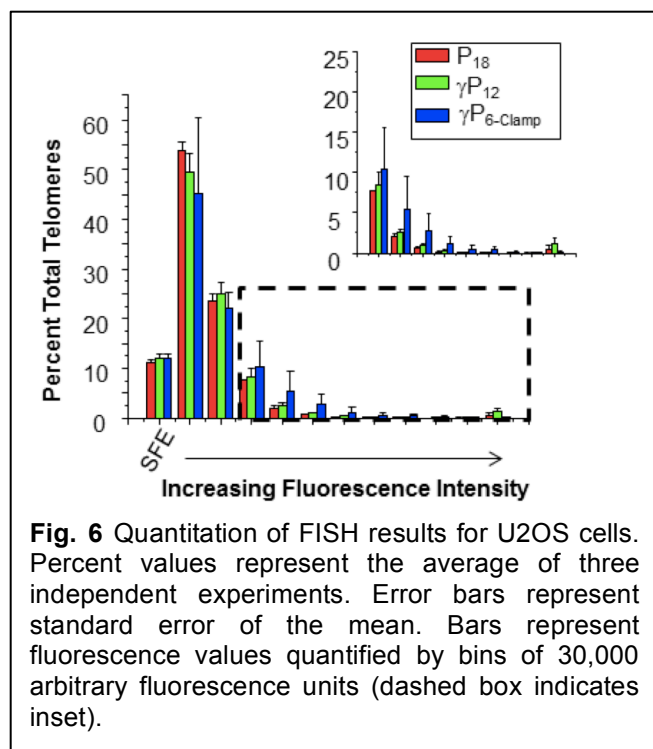 25
20
15
10
5
0
P₁₈
γP₁₂
γP₆₋Clamp
Percent Total Telomeres
60
50
40
30
20
10
0
SFE
Increasing Fluorescence Intensity
Fig. 6 Quantitation of FISH results for U2OS cells.
Percent values represent the average of three
independent experiments. Error bars represent
standard error of the mean. Bars represent
fluorescence values quantified by bins of 30,000
arbitrary fluorescence units (dashed box indicates
inset).